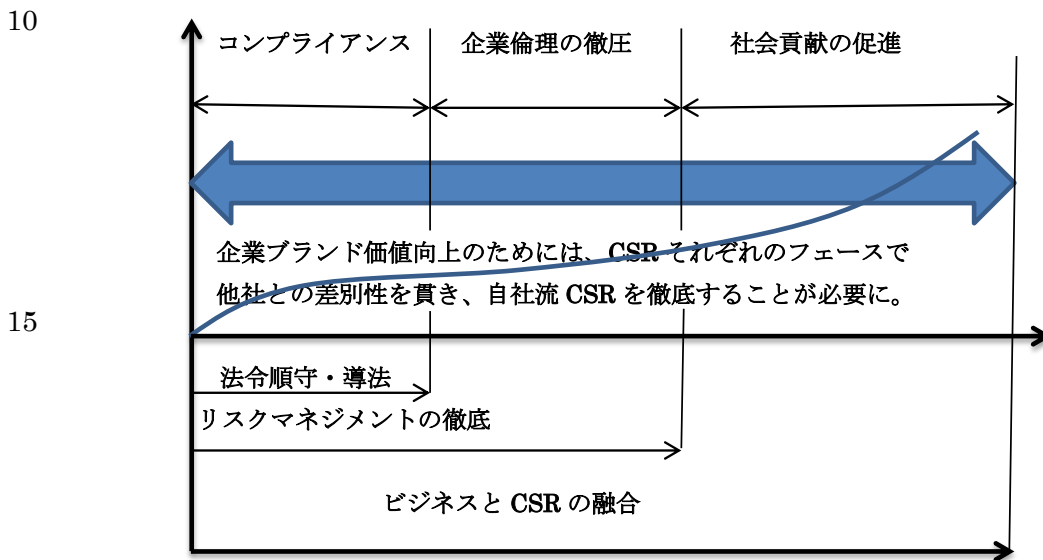 10
コンプライアンス 企業倫理の徹圧 社会貢献の促進
企業ブランド価値向上のためには、CSR それぞれのフェースで
他社との差別性を貫き、自社流 CSR を徹底することが必要に。
15
法令順守・導法
リスクマネジメントの徹底
ビジネスと CSR の融合